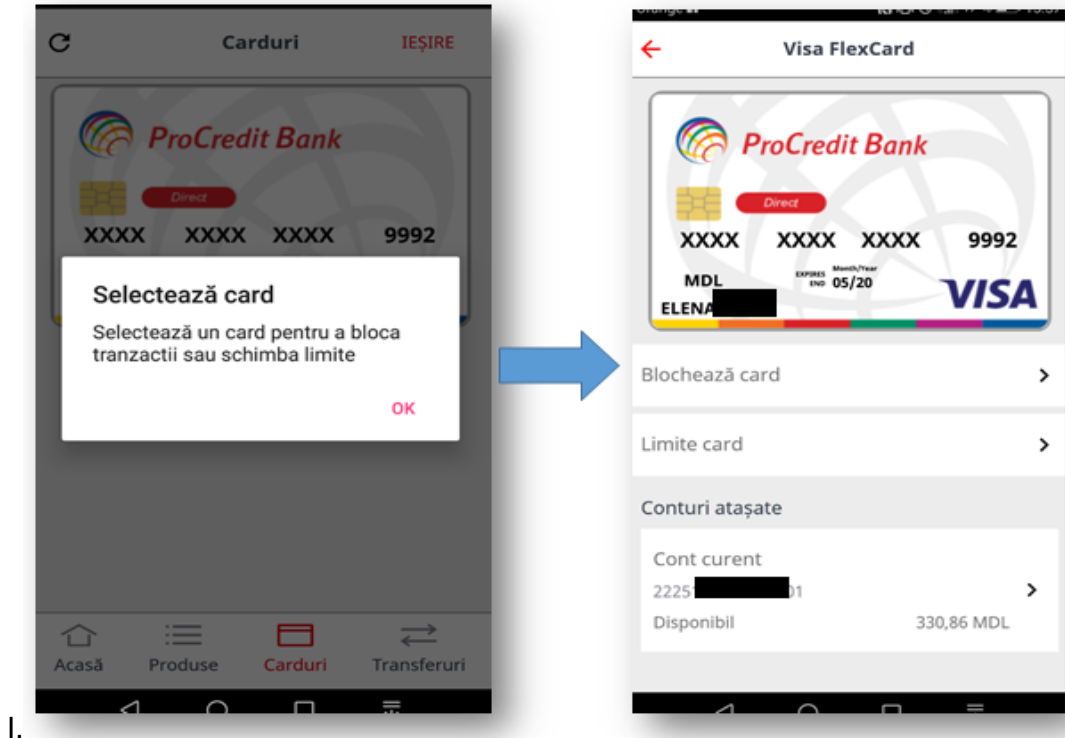 Carduri
IEȘIRE
ProCredit Bank
Direct
XXXX XXXX XXXX 9992
Selectează card
Selectează un card pentru a bloca
tranzactii sau schimba limite
OK
Acasă
Produse
Carduri
Transferuri
Visa FlexCard
ProCredit Bank
Direct
XXXX XXXX XXXX 9992
MDL
EXPIRES END
Month/Year
05/20
ELENA
VISA
Blochează card
Limite card
Conturi atașate
Cont curent
2225
01
Disponibil 330,86 MDL
I.